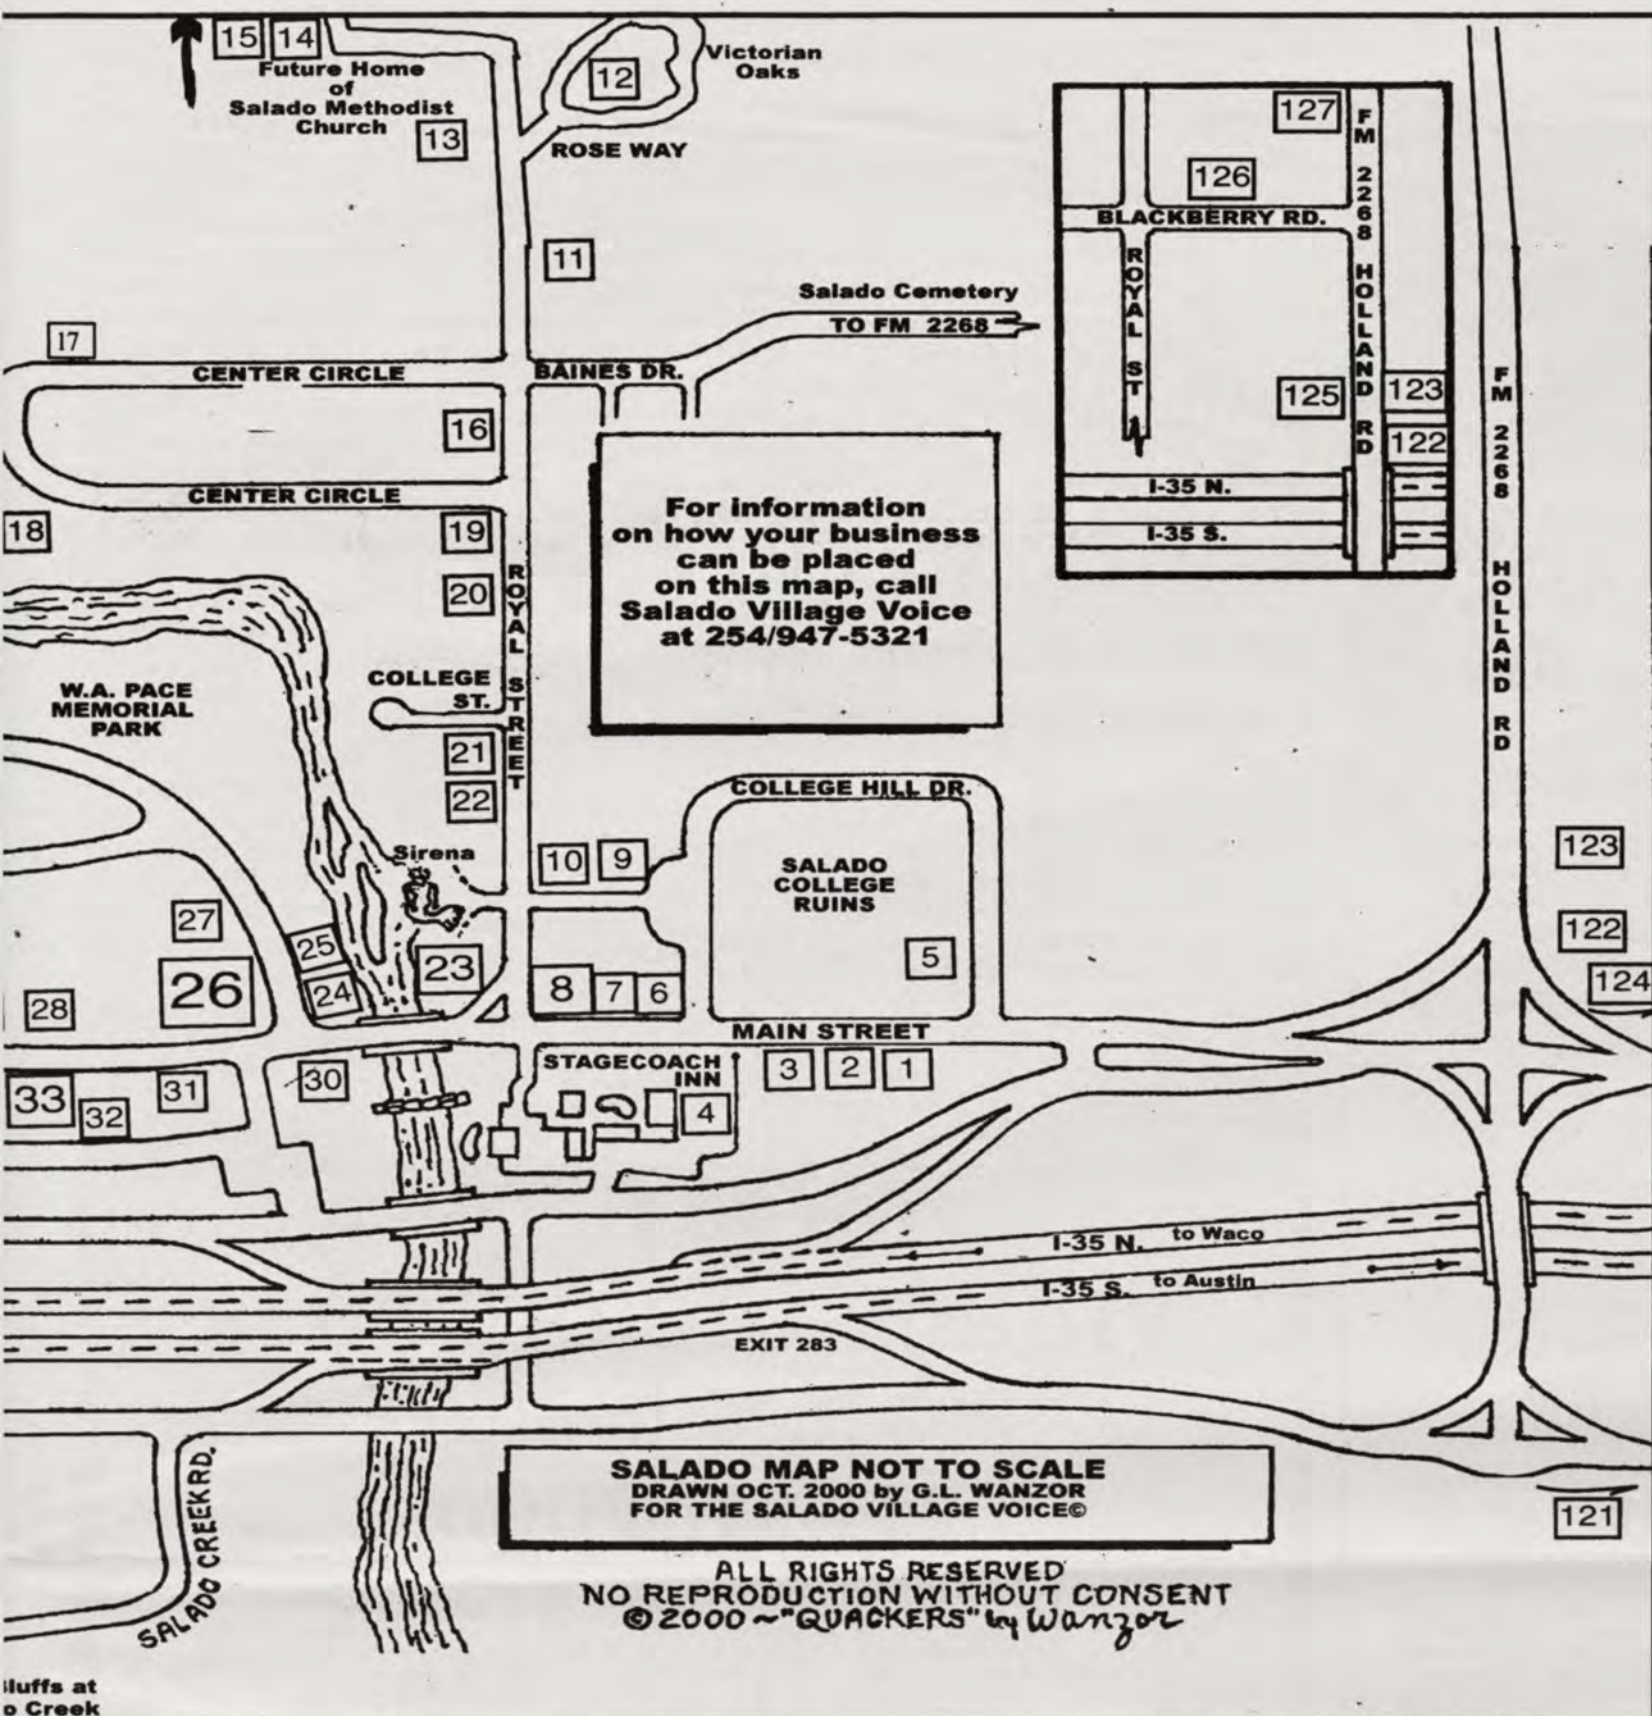 15
14
Future Home
of
Salado Methodist
Church
13
12
Victorian
Oaks
ROSE WAY
11
Salado Cemetery
TO FM 2268
17
CENTER CIRCLE
BAINES DR.
16
CENTER CIRCLE
18
19
20
ROYAL STREET
For information
on how your business
can be placed
on this map, call
Salado Village Voice
at 254/947-5321
127
126
BLACKBERRY RD.
FM 2268 HOLLAND RD
ROYAL ST
125
123
122
I-35 N.
I-35 S.
FM 2268 HOLLAND RD
W.A. PACE
MEMORIAL
PARK
COLLEGE
ST.
21
22
COLLEGE HILL DR.
Sirena
10
9
SALADO
COLLEGE
RUINS
5
123
122
124
27
25
24
23
26
28
8
7
6
MAIN STREET
STAGECOACH
INN
3
2
1
4
33
32
31
30
I-35 N. to Waco
I-35 S. to Austin
EXIT 283
SALADO CREEK RD.
SALADO MAP NOT TO SCALE
DRAWN OCT. 2000 by G.L. WANZOR
FOR THE SALADO VILLAGE VOICE©
121
ALL RIGHTS RESERVED
NO REPRODUCTION WITHOUT CONSENT
©2000 ~ "QUACKERS" by Wanzor
luffs at
o Creek